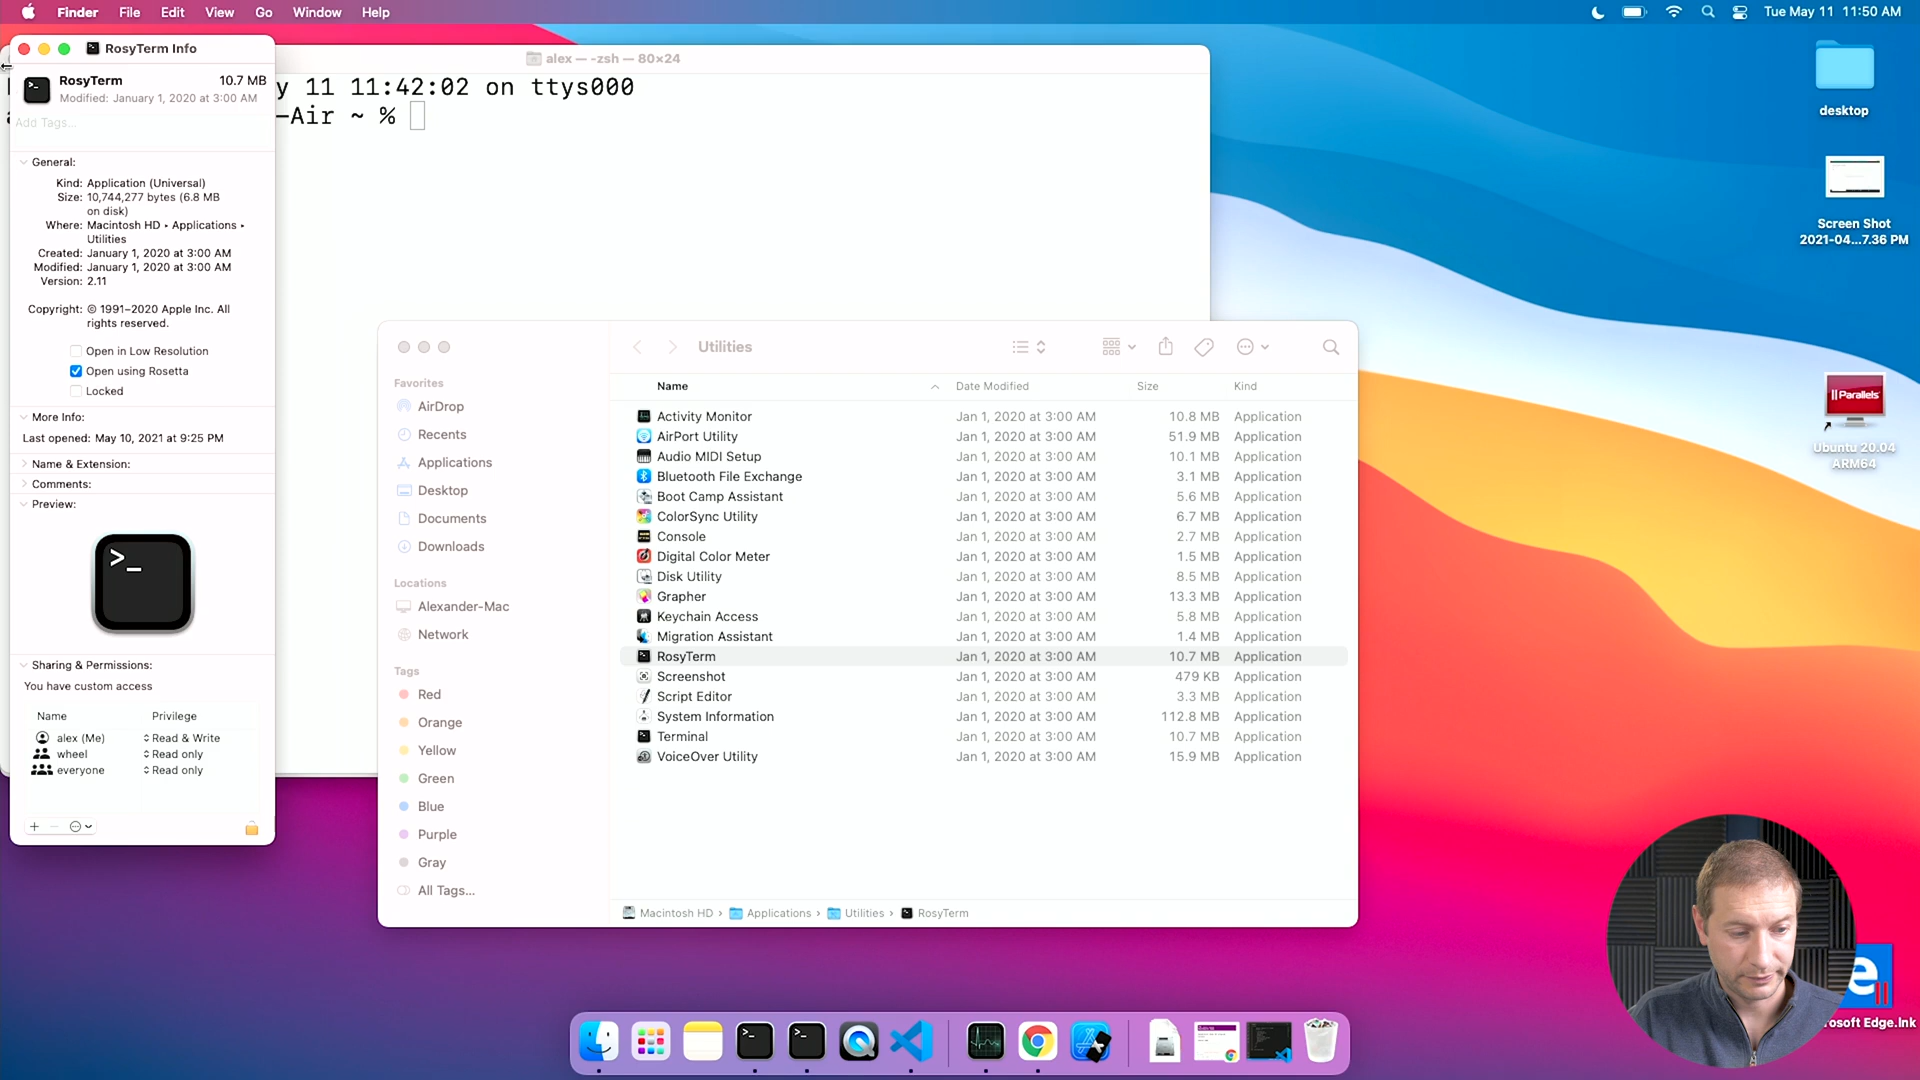 Finder File Edit View Go Window Help
Tue May 11 11:50 AM
RosyTerm Info
RosyTerm 10.7 MB
Modified: January 1, 2020 at 3:00 AM
Add Tags...
General:
Kind: Application (Universal)
Size: 10,744,277 bytes (6.8 MB
on disk)
Where: Macintosh HD ▸ Applications ▸
Utilities
Created: January 1, 2020 at 3:00 AM
Modified: January 1, 2020 at 3:00 AM
Version: 2.11
Copyright: © 1991–2020 Apple Inc. All
rights reserved.
Open in Low Resolution
Open using Rosetta
Locked
More Info:
Last opened: May 10, 2021 at 9:25 PM
Name & Extension:
Comments:
Preview:
>_
Sharing & Permissions:
You have custom access
Name Privilege
alex (Me) Read & Write
wheel Read only
everyone Read only
alex — -zsh — 80×24
y 11 11:42:02 on ttys000
-Air ~ %
Utilities
Favorites
AirDrop
Recents
Applications
Desktop
Documents
Downloads
Locations
Alexander-Mac
Network
Tags
Red
Orange
Yellow
Green
Blue
Purple
Gray
All Tags...
Name Date Modified Size Kind
Activity Monitor Jan 1, 2020 at 3:00 AM 10.8 MB Application
AirPort Utility Jan 1, 2020 at 3:00 AM 51.9 MB Application
Audio MIDI Setup Jan 1, 2020 at 3:00 AM 10.1 MB Application
Bluetooth File Exchange Jan 1, 2020 at 3:00 AM 3.1 MB Application
Boot Camp Assistant Jan 1, 2020 at 3:00 AM 5.6 MB Application
ColorSync Utility Jan 1, 2020 at 3:00 AM 6.7 MB Application
Console Jan 1, 2020 at 3:00 AM 2.7 MB Application
Digital Color Meter Jan 1, 2020 at 3:00 AM 1.5 MB Application
Disk Utility Jan 1, 2020 at 3:00 AM 8.5 MB Application
Grapher Jan 1, 2020 at 3:00 AM 13.3 MB Application
Keychain Access Jan 1, 2020 at 3:00 AM 5.8 MB Application
Migration Assistant Jan 1, 2020 at 3:00 AM 1.4 MB Application
RosyTerm Jan 1, 2020 at 3:00 AM 10.7 MB Application
Screenshot Jan 1, 2020 at 3:00 AM 479 KB Application
Script Editor Jan 1, 2020 at 3:00 AM 3.3 MB Application
System Information Jan 1, 2020 at 3:00 AM 112.8 MB Application
Terminal Jan 1, 2020 at 3:00 AM 10.7 MB Application
VoiceOver Utility Jan 1, 2020 at 3:00 AM 15.9 MB Application
Macintosh HD › Applications › Utilities › RosyTerm
desktop
Screen Shot
2021-04...7.36 PM
Parallels
Ubuntu 20.04
ARM64
rosoft Edge.lnk